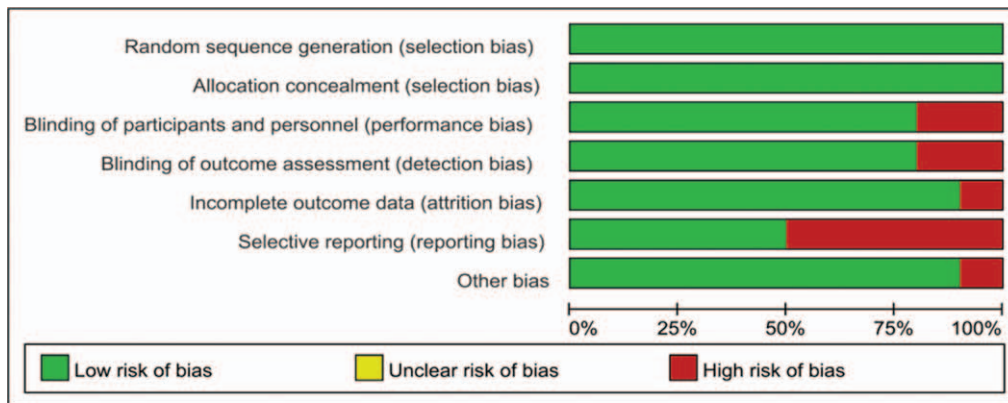 Random sequence generation (selection bias)
Allocation concealment (selection bias)
Blinding of participants and personnel (performance bias)
Blinding of outcome assessment (detection bias)
Incomplete outcome data (attrition bias)
Selective reporting (reporting bias)
Other bias
0% 25% 50% 75% 100%
Low risk of bias Unclear risk of bias High risk of bias